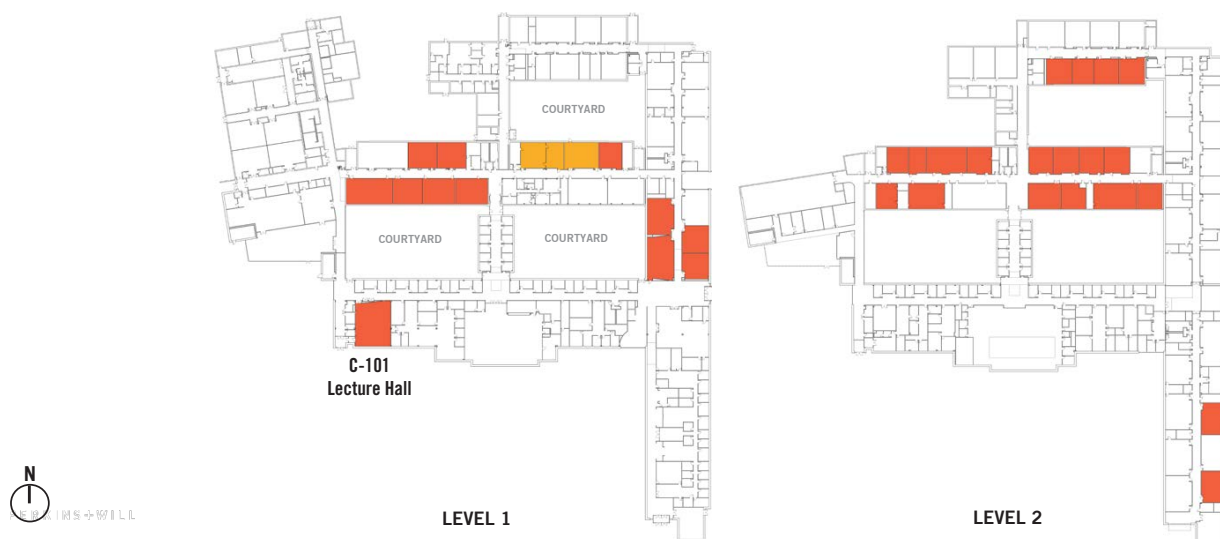 COURTYARD
COURTYARD
COURTYARD
C-101
Lecture Hall
N
PERKINS+WILL
LEVEL 1
LEVEL 2